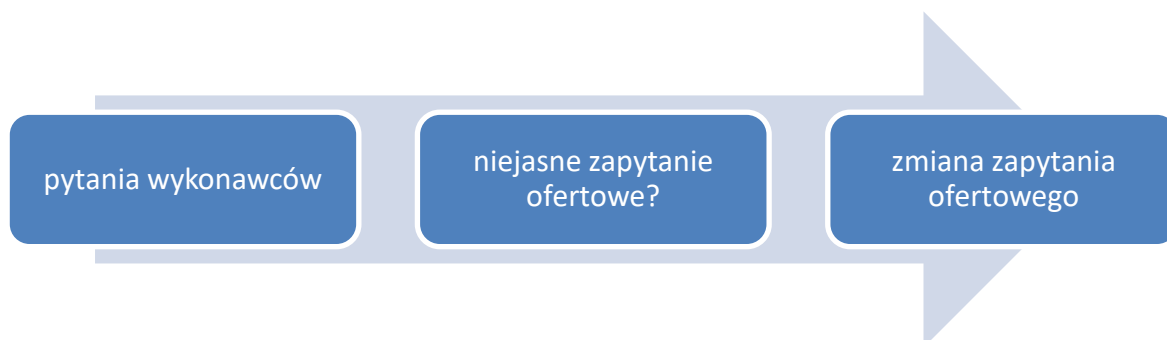 pytania wykonawców
niejasne zapytanie
ofertowe?
zmiana zapytania
ofertowego